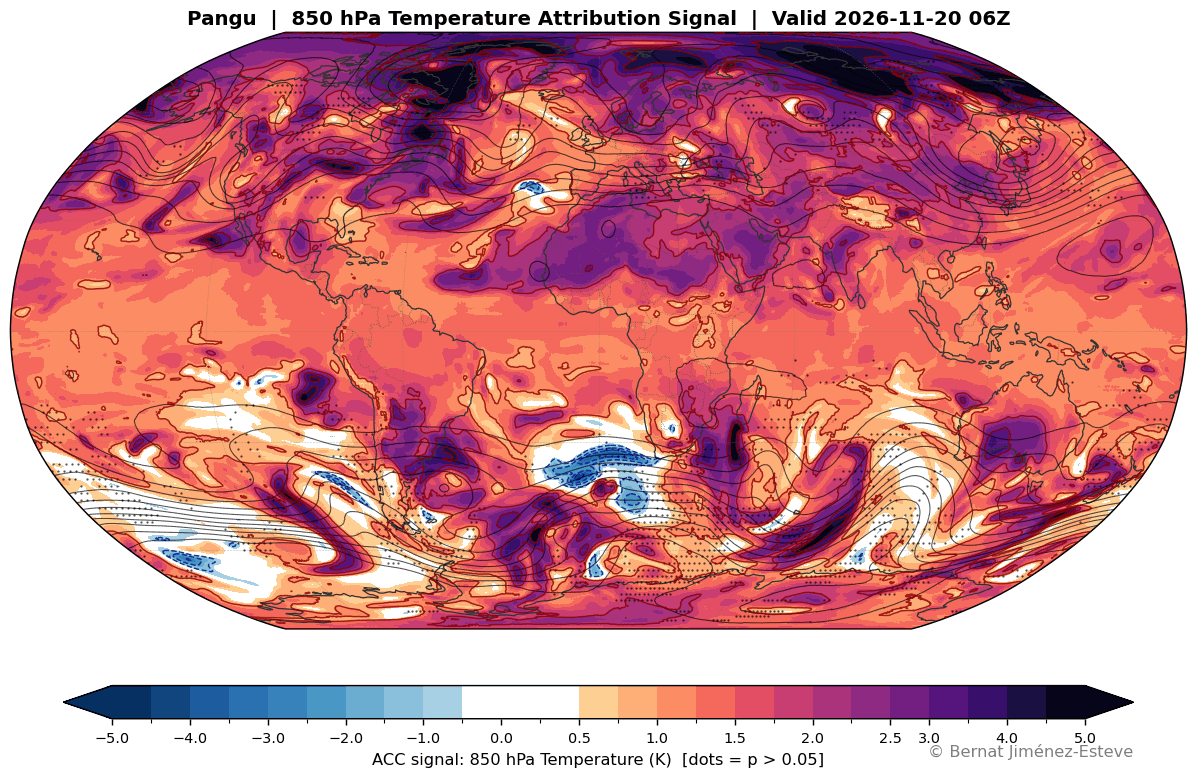 Pangu | 850 hPa Temperature Attribution Signal | Valid 2026-11-20 06Z
−5.0 −4.0 −3.0 −2.0 −1.0 0.0 0.5 1.0 1.5 2.0 2.5 3.0 4.0 5.0
ACC signal: 850 hPa Temperature (K) [dots = p > 0.05]
© Bernat Jiménez-Esteve